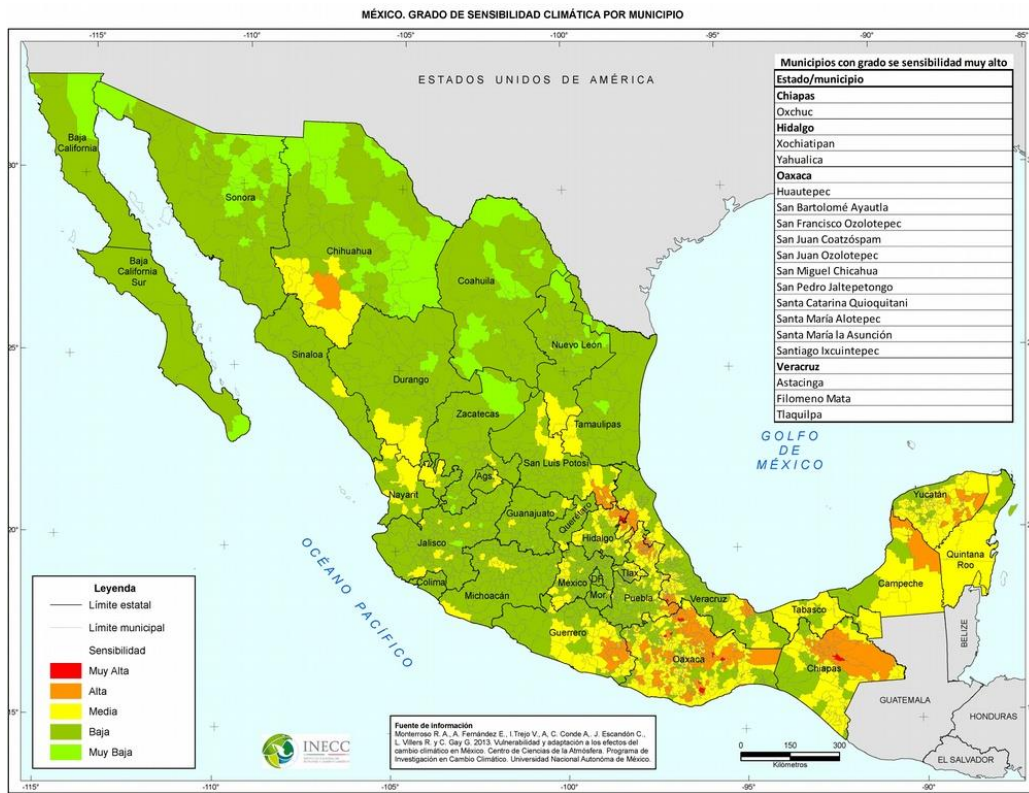 MÉXICO. GRADO DE SENSIBILIDAD CLIMÁTICA POR MUNICIPIO
-115°
-105°
-100°
-95°
-90°
-85°
ESTADOS UNIDOS DE AMÉRICA
Municipios con grado se sensibilidad muy alto
Estado/municipio
Chiapas
Oxchuc
Hidalgo
Xochiatipan
Yahualica
Oaxaca
Huautepec
San Bartolomé Ayautla
San Francisco Ozolotepec
San Juan Coatzóspam
San Juan Ozolotepec
San Miguel Chicahua
San Pedro Jaltepetongo
Santa Catarina Quioquitani
Santa María Alotepec
Santa María la Asunción
Santiago Ixcuintepec
Veracruz
Astacinga
Filomeno Mata
Tlaquilpa
Baja
California
Sonora
Chihuahua
Coahuila
Baja
California
Sur
Nuevo León
Sinaloa
Durango
Zacatecas
Tamaulipas
San Luis Potosí
Nayarit
Ags.
Guanajuato
Querétaro
Hidalgo
Jalisco
Colima
Michoacán
México
DF
Mor.
Tlax.
Puebla
Veracruz
Guerrero
Oaxaca
Tabasco
Chiapas
Campeche
Yucatán
Quintana
Roo
GOLFO
DE
MÉXICO
OCÉANO PACÍFICO
BELIZE
GUATEMALA
HONDURAS
EL SALVADOR
Leyenda
Límite estatal
Límite municipal
Sensibilidad
Muy Alta
Alta
Media
Baja
Muy Baja
INECC
Fuente de información
Monterroso R. A., A. Fernández E., I.Trejo V., A, C. Conde A,. J. Escandón C.,
L. Villers R. y C. Gay G. 2013. Vulnerabilidad y adaptación a los efectos del
cambio climático en México. Centro de Ciencias de la Atmósfera. Programa de
Investigación en Cambio Climático. Universidad Nacional Autónoma de México.
0 150 300
Kilómetros
-115°
-110°
-105°
-100°
-95°
-90°